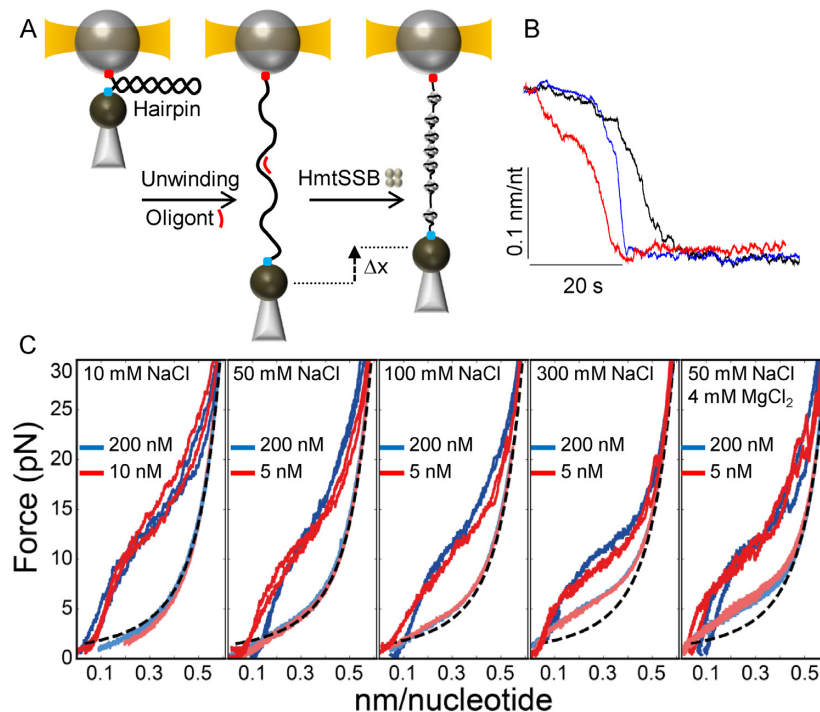 A
Hairpin
Unwinding
Oligont
HmtSSB
Δx
B
0.1 nm/nt
20 s
C
Force (pN)
30
25
20
15
10
5
0
10 mM NaCl
200 nM
10 nM
50 mM NaCl
200 nM
5 nM
100 mM NaCl
200 nM
5 nM
300 mM NaCl
200 nM
5 nM
50 mM NaCl
4 mM MgCl₂
200 nM
5 nM
0.1 0.3 0.5
0.1 0.3 0.5
0.1 0.3 0.5
0.1 0.3 0.5
0.1 0.3 0.5
nm/nucleotide